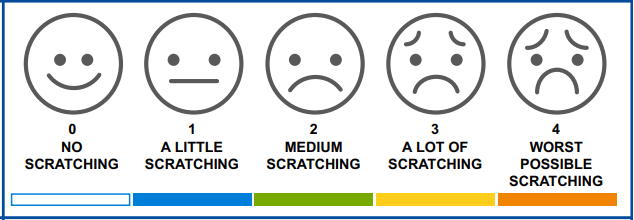 0
NO
SCRATCHING
1
A LITTLE
SCRATCHING
2
MEDIUM
SCRATCHING
3
A LOT OF
SCRATCHING
4
WORST
POSSIBLE
SCRATCHING